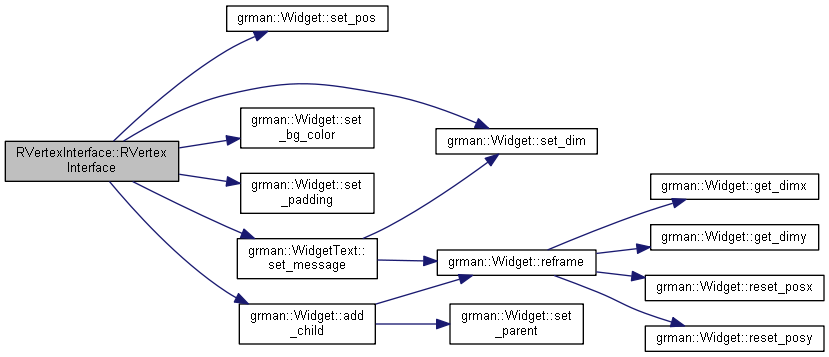 grman::Widget::set_pos
RVertexInterface::RVertex
Interface
grman::Widget::set
_bg_color
grman::Widget::set_dim
grman::Widget::set
_padding
grman::WidgetText::
set_message
grman::Widget::add
_child
grman::Widget::reframe
grman::Widget::set
_parent
grman::Widget::get_dimx
grman::Widget::get_dimy
grman::Widget::reset_posx
grman::Widget::reset_posy